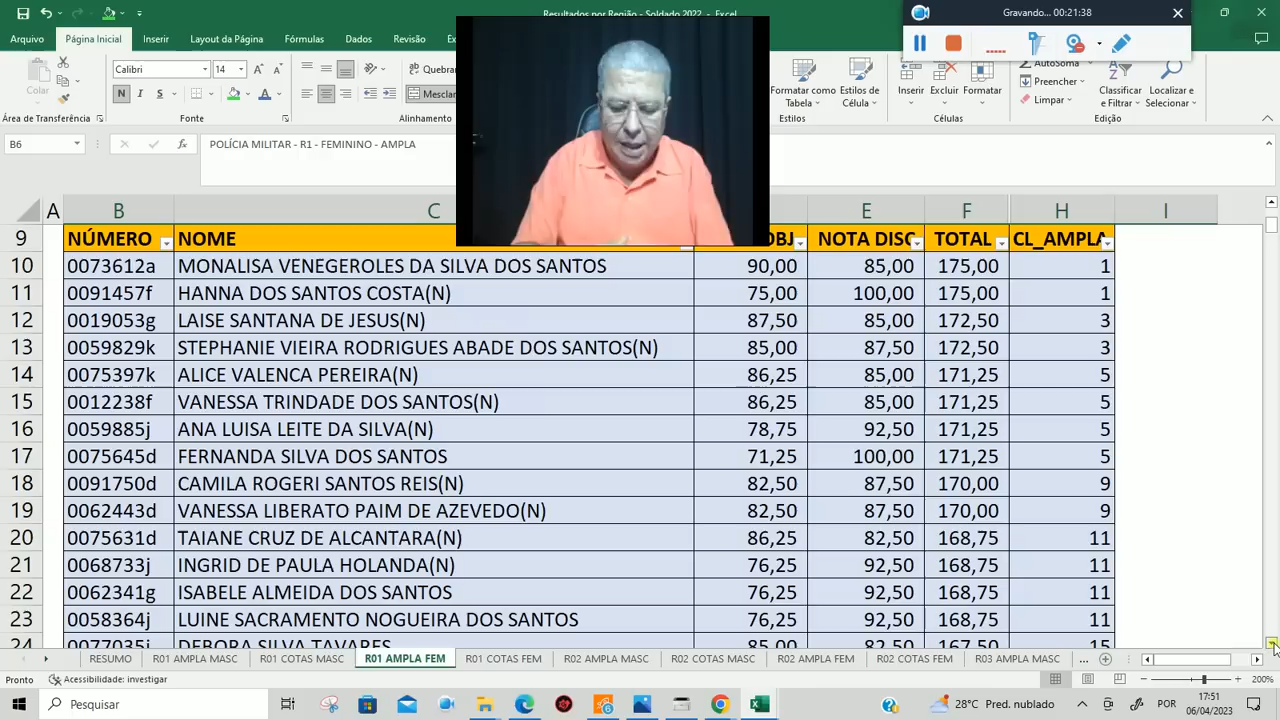 Resultados por Região - Soldado 2022 - Excel
Gravando... 00:21:38
Arquivo Página Inicial Inserir Layout da Página Fórmulas Dados Revisão
Calibri 14
Quebrar
AutoSoma
Colar
N I S
Mesclar
Formatar como Tabela
Estilos de Célula
Inserir Excluir Formatar
Preencher
Limpar
Classificar e Filtrar
Localizar e Selecionar
Área de Transferência Fonte Alinhamento Estilos Células Edição
B6 fx POLÍCIA MILITAR - R1 - FEMININO - AMPLA
A B C E F H I
9 NÚMERO NOME OBJ NOTA DISC TOTAL CL_AMPLA
10 0073612a MONALISA VENEGEROLES DA SILVA DOS SANTOS 90,00 85,00 175,00 1
11 0091457f HANNA DOS SANTOS COSTA(N) 75,00 100,00 175,00 1
12 0019053g LAISE SANTANA DE JESUS(N) 87,50 85,00 172,50 3
13 0059829k STEPHANIE VIEIRA RODRIGUES ABADE DOS SANTOS(N) 85,00 87,50 172,50 3
14 0075397k ALICE VALENCA PEREIRA(N) 86,25 85,00 171,25 5
15 0012238f VANESSA TRINDADE DOS SANTOS(N) 86,25 85,00 171,25 5
16 0059885j ANA LUISA LEITE DA SILVA(N) 78,75 92,50 171,25 5
17 0075645d FERNANDA SILVA DOS SANTOS 71,25 100,00 171,25 5
18 0091750d CAMILA ROGERI SANTOS REIS(N) 82,50 87,50 170,00 9
19 0062443d VANESSA LIBERATO PAIM DE AZEVEDO(N) 82,50 87,50 170,00 9
20 0075631d TAIANE CRUZ DE ALCANTARA(N) 86,25 82,50 168,75 11
21 0068733j INGRID DE PAULA HOLANDA(N) 76,25 92,50 168,75 11
22 0062341g ISABELE ALMEIDA DOS SANTOS 76,25 92,50 168,75 11
23 0058364j LUINE SACRAMENTO NOGUEIRA DOS SANTOS 76,25 92,50 168,75 11
24 0077035j DEBORA SILVA TAVARES 85,00 82,50 167,50 15
RESUMO R01 AMPLA MASC R01 COTAS MASC R01 AMPLA FEM R01 COTAS FEM R02 AMPLA MASC R02 COTAS MASC R02 AMPLA FEM R02 COTAS FEM R03 AMPLA MASC ...
Pronto Acessibilidade: investigar 200%
Pesquisar 28°C Pred. nublado POR 17:51
06/04/2023